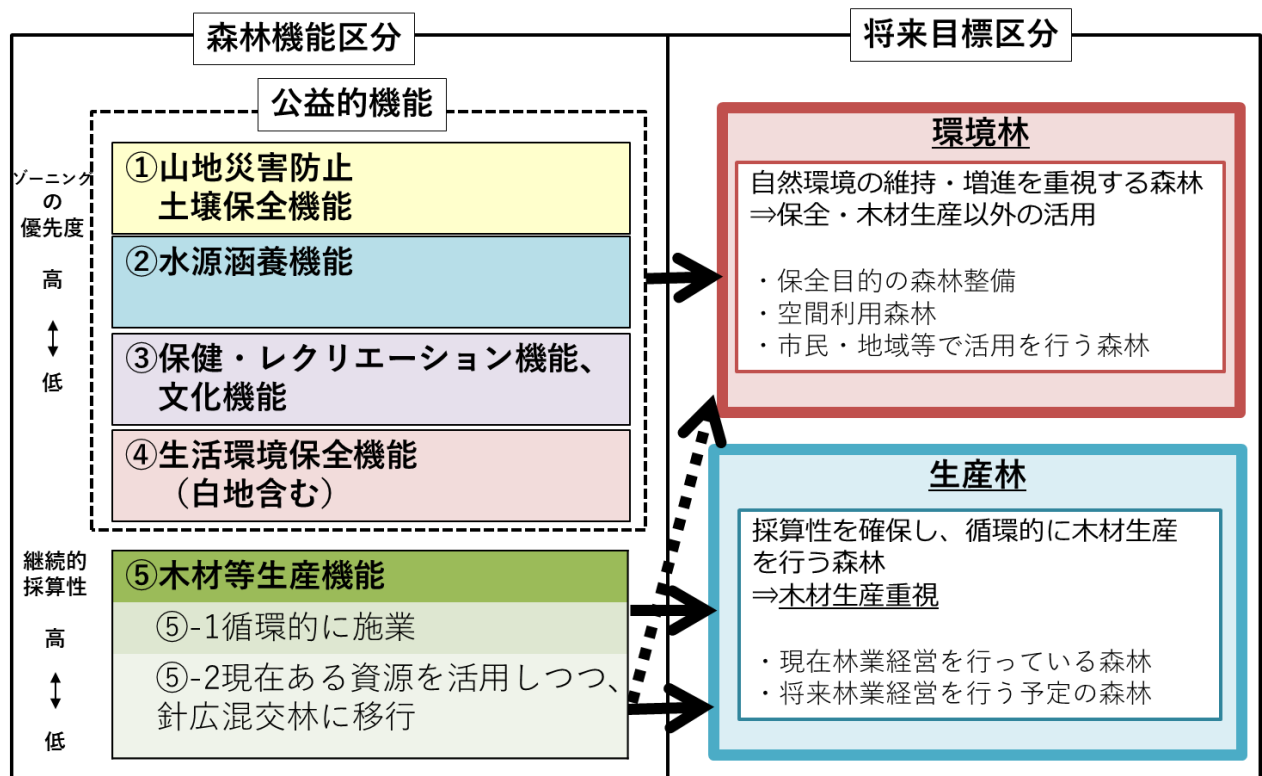 森林機能区分
将来目標区分
公益的機能
ゾーニング
の
優先度
高
低
①山地災害防止
土壌保全機能
②水源涵養機能
③保健・レクリエーション機能、
文化機能
④生活環境保全機能
（白地含む）
継続的
採算性
高
低
⑤木材等生産機能
⑤-1循環的に施業
⑤-2現在ある資源を活用しつつ、
針広混交林に移行
環境林
自然環境の維持・増進を重視する森林
⇒保全・木材生産以外の活用
・保全目的の森林整備
・空間利用森林
・市民・地域等で活用を行う森林
生産林
採算性を確保し、循環的に木材生産
を行う森林
⇒木材生産重視
・現在林業経営を行っている森林
・将来林業経営を行う予定の森林